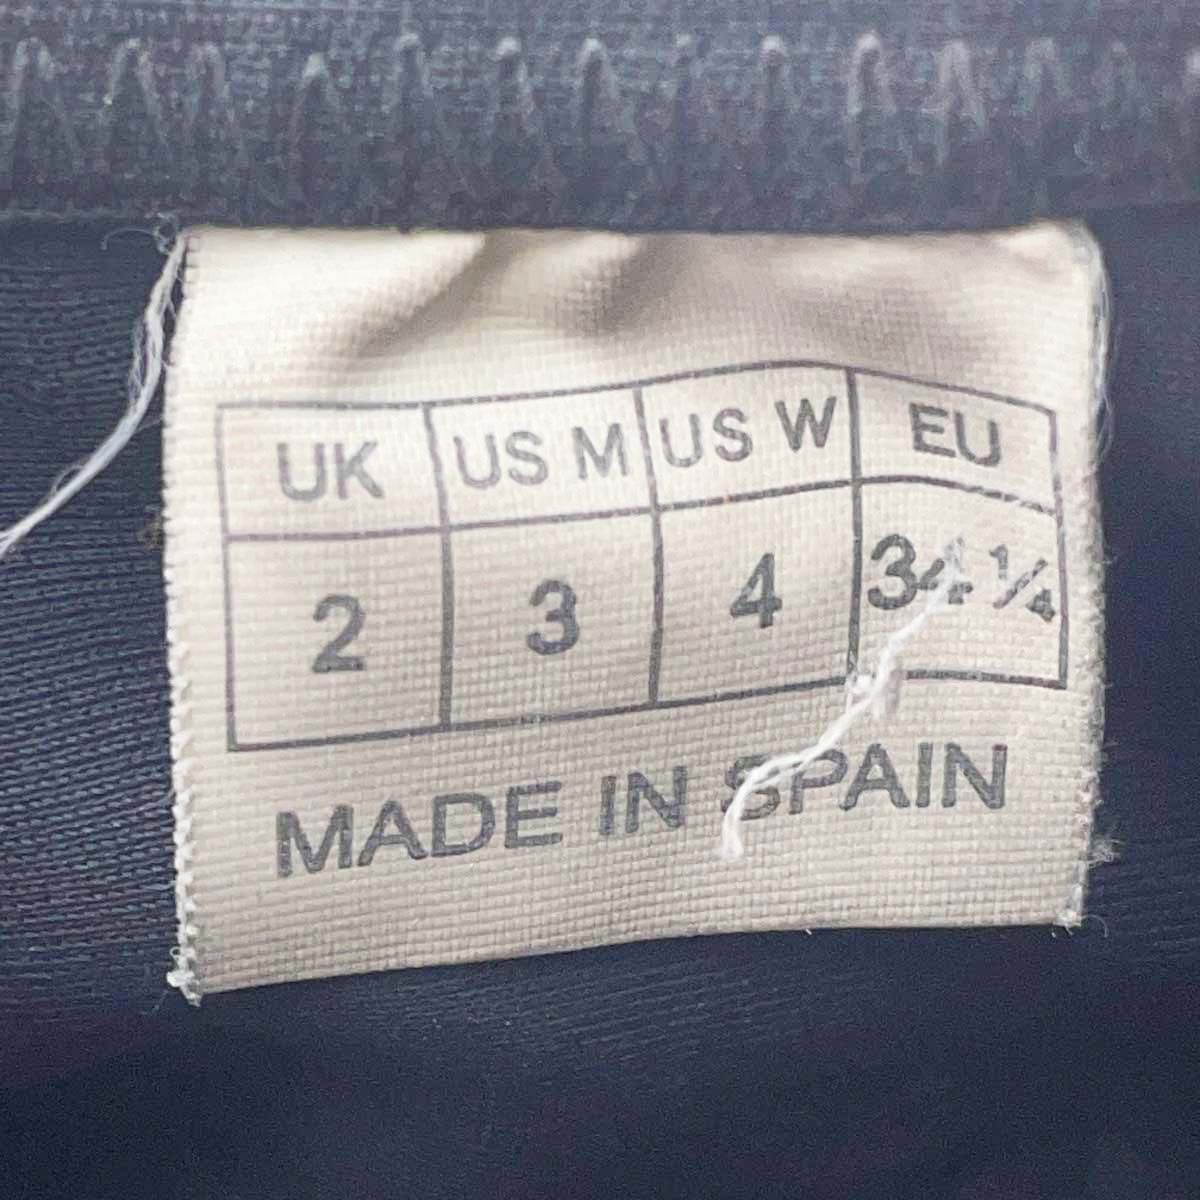 UK US M US W EU
2 3 4 34 ¼
MADE IN SPAIN